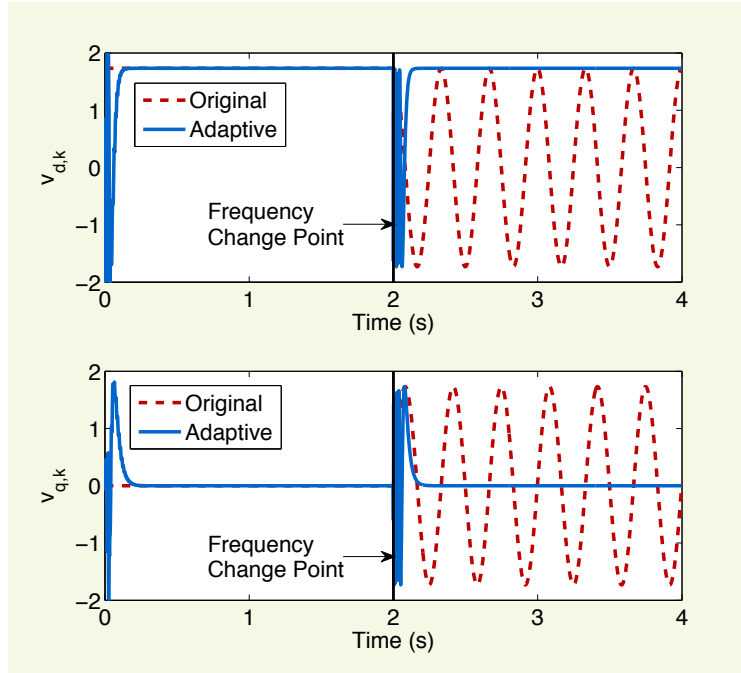 2
1
0
−1
−2
v_{d,k}
Original
Adaptive
Frequency
Change Point
0
1
2
3
4
Time (s)
2
1
0
−1
−2
v_{q,k}
Original
Adaptive
Frequency
Change Point
0
1
2
3
4
Time (s)